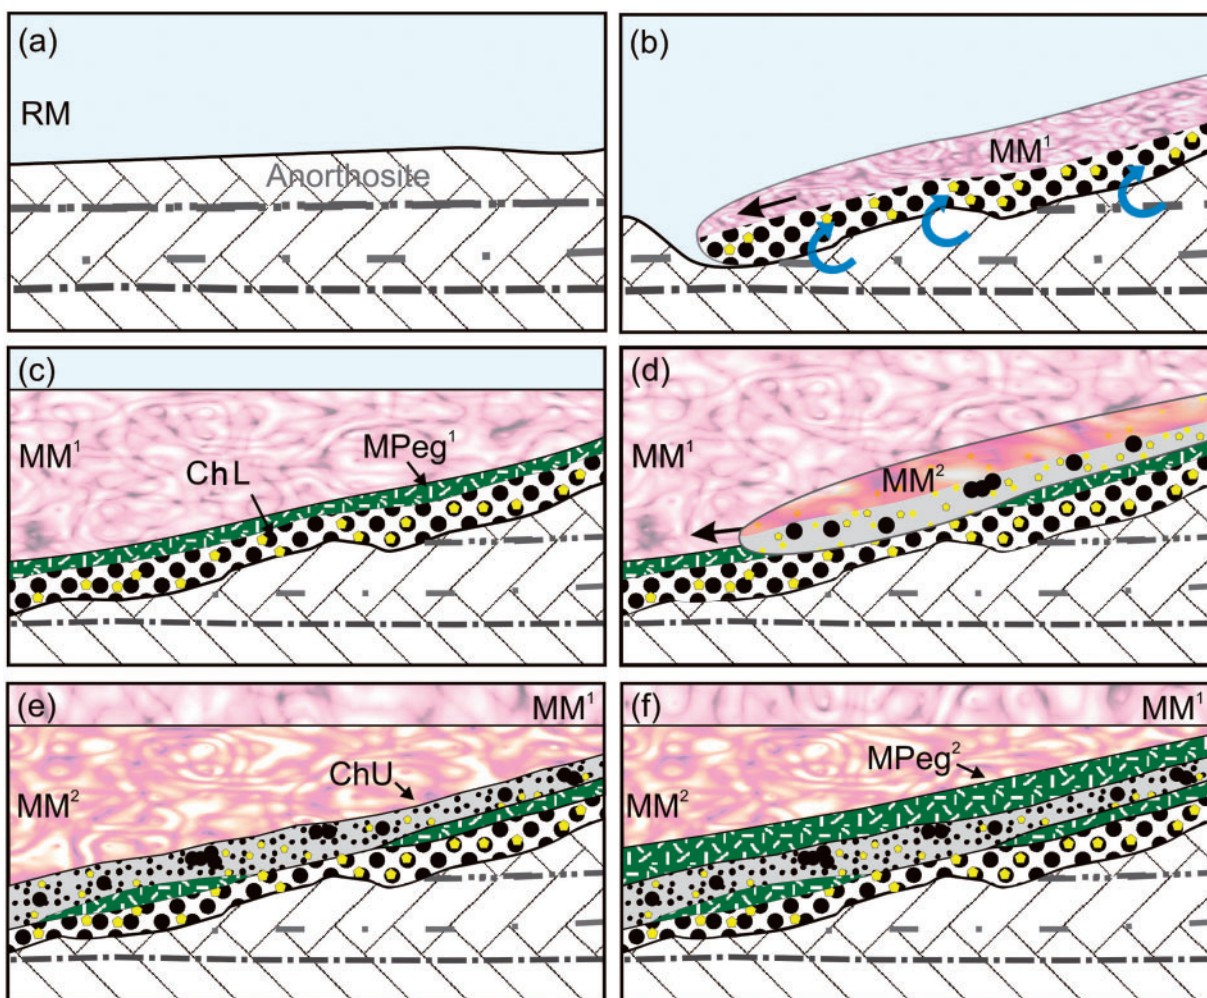 (a)
RM
Anorthosite
(b)
MM¹
(c)
MM¹
ChL
MPeg¹
(d)
MM¹
MM²
(e)
MM¹
ChU
MM²
(f)
MM¹
MPeg²
MM²